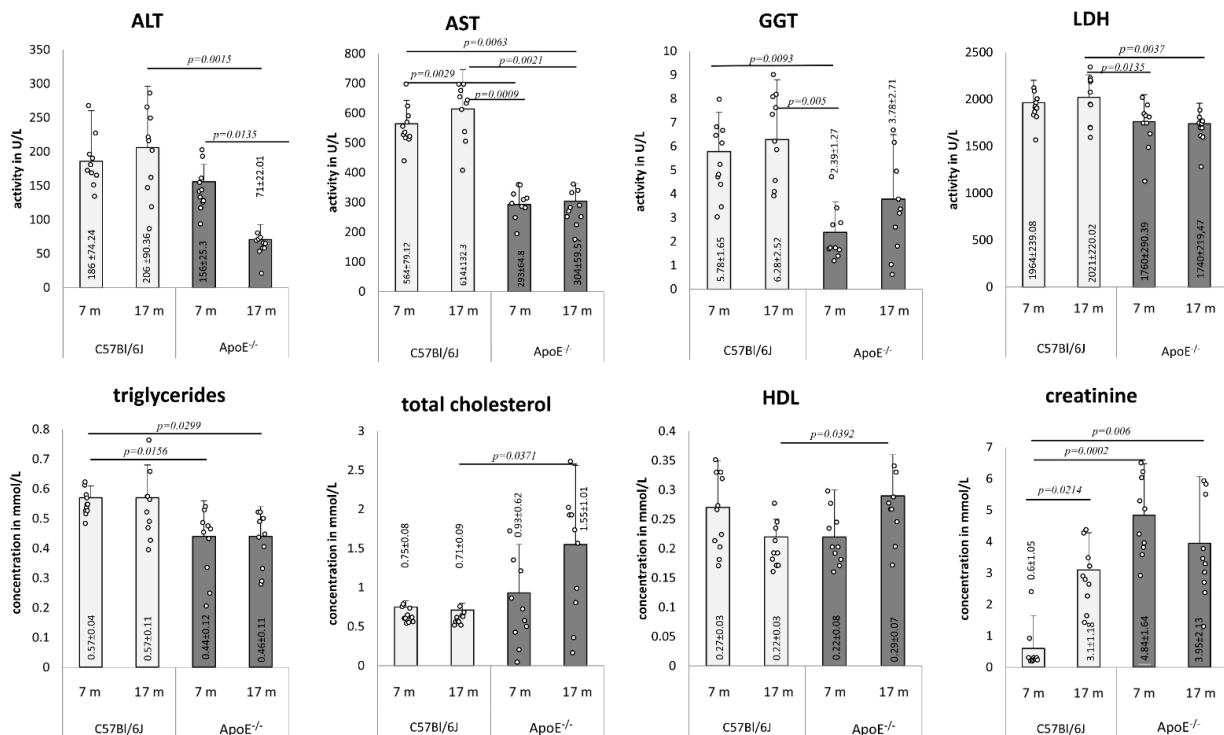 ALT
p=0.0015
p=0.0135
activity in U/L
350
300
250
200
150
100
50
0
186 ±74.24
206 ±90.36
156±25.3
71±22.01
7 m
17 m
7 m
17 m
C57Bl/6J
ApoE-/-
AST
p=0.0063
p=0.0029
p=0.0021
p=0.0009
activity in U/L
800
700
600
500
400
300
200
100
0
564±79.12
614±132.3
293±64.8
304±59.57
7 m
17 m
7 m
17 m
C57Bl/6J
ApoE-/-
GGT
p=0.0093
p=0.005
activity in U/L
10
9
8
7
6
5
4
3
2
1
0
5.78±1.65
6.28±2.52
2.39±1.27
3.78±2.71
7 m
17 m
7 m
17 m
C57Bl/6J
ApoE-/-
LDH
p=0.0037
p=0.0135
activity in U/L
2500
2000
1500
1000
500
0
1964±239.08
2021±220.02
1760±290.39
1740±219,47
7 m
17 m
7 m
17 m
C57Bl/6J
ApoE-/-
triglycerides
p=0.0299
p=0.0156
concentration in mmol/L
0.8
0.7
0.6
0.5
0.4
0.3
0.2
0.1
0
0.57±0.04
0.57±0.11
0.44±0.12
0.46±0.11
7 m
17 m
7 m
17 m
C57Bl/6J
ApoE-/-
total cholesterol
p=0.0371
concentration in mmol/L
3
2.5
2
1.5
1
0.5
0
0.75±0.08
0.71±0.09
0.93±0.62
1.55±1.01
7 m
17 m
7 m
17 m
C57Bl/6J
ApoE-/-
HDL
p=0.0392
concentration in mmol/L
0.4
0.35
0.3
0.25
0.2
0.15
0.1
0.05
0
0.27±0.03
0.22±0.03
0.22±0.08
0.29±0.07
7 m
17 m
7 m
17 m
C57Bl/6J
ApoE-/-
creatinine
p=0.006
p=0.0002
p=0.0214
concentration in mmol/L
7
6
5
4
3
2
1
0
0.6±1.05
3.1±1.18
4.84±1.64
3.95±2.13
7 m
17 m
7 m
17 m
C57Bl/6J
ApoE-/-